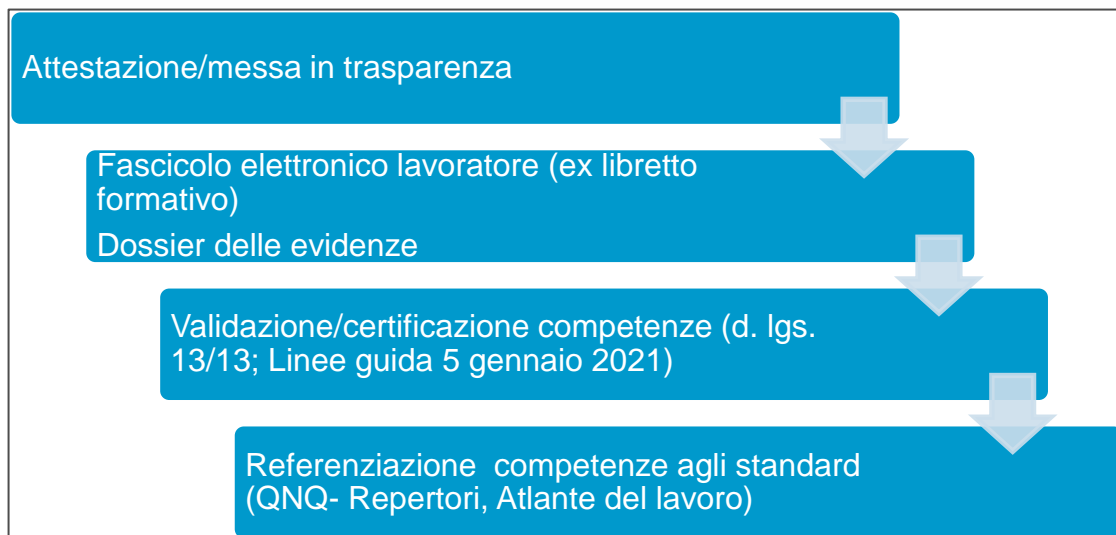 Attestazione/messa in trasparenza
Fascicolo elettronico lavoratore (ex libretto
formativo)
Dossier delle evidenze
Validazione/certificazione competenze (d. lgs.
13/13; Linee guida 5 gennaio 2021)
Referenziazione  competenze agli standard
(QNQ- Repertori, Atlante del lavoro)